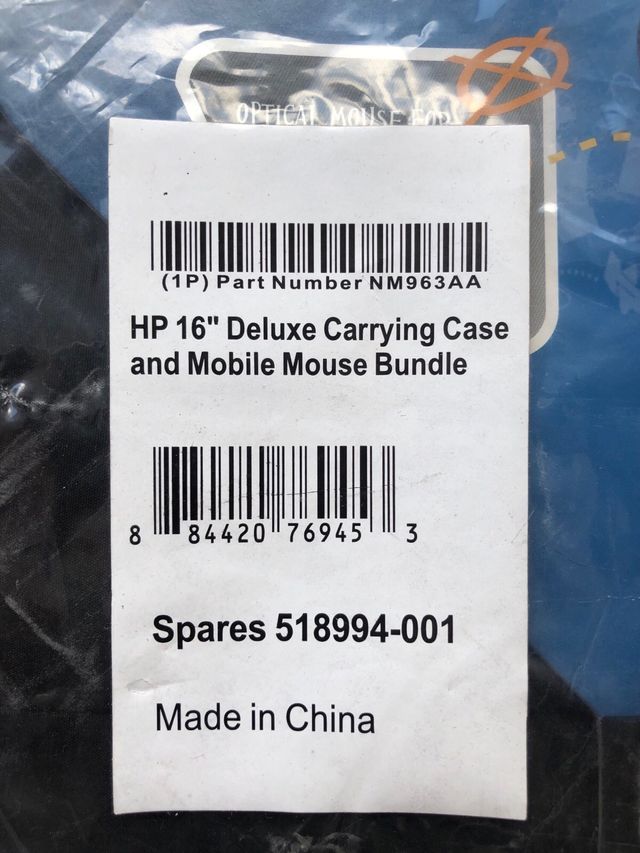 OPTICAL MOUSE FOR
(1P) Part Number NM963AA
HP 16" Deluxe Carrying Case
and Mobile Mouse Bundle
8 84420 76945 3
Spares 518994-001
Made in China